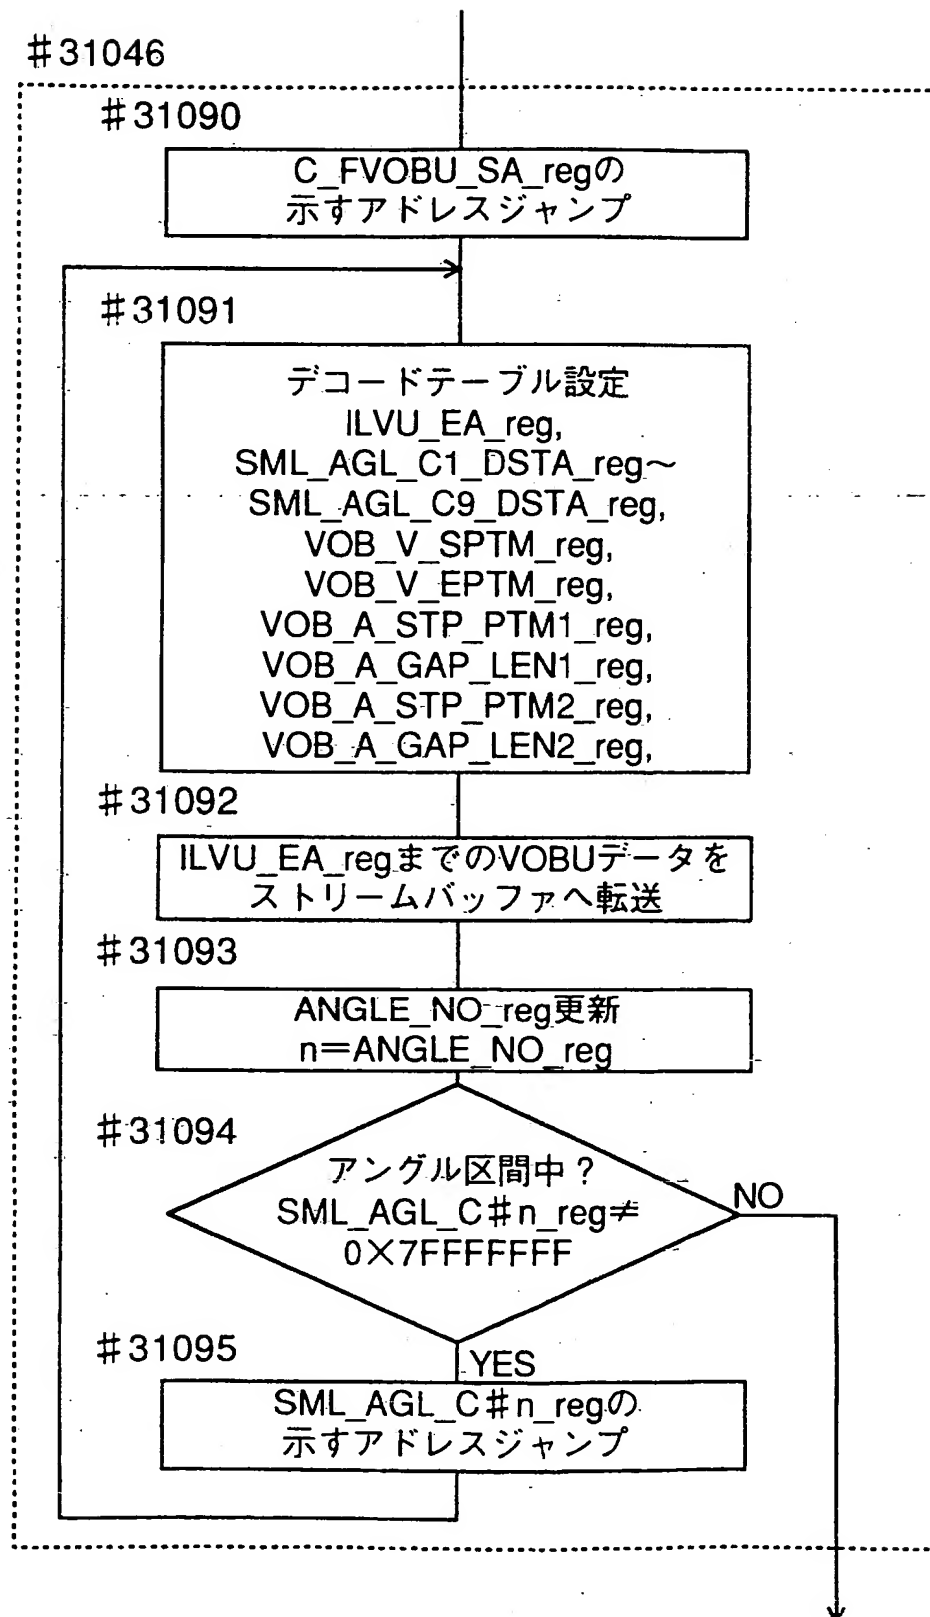 #31046
#31090
C_FVOBU_SA_regの
示すアドレスジャンプ
#31091
デコードテーブル設定
ILVU_EA_reg,
SML_AGL_C1_DSTA_reg~
SML_AGL_C9_DSTA_reg,
VOB_V_SPTM_reg,
VOB_V_EPTM_reg,
VOB_A_STP_PTM1_reg,
VOB_A_GAP_LEN1_reg,
VOB_A_STP_PTM2_reg,
VOB_A_GAP_LEN2_reg,
#31092
ILVU_EA_regまでのVOBUデータを
ストリームバッファへ転送
#31093
ANGLE_NO_reg更新
n=ANGLE_NO_reg
#31094
アングル区間中?
SML_AGL_C#n_reg≠
0×7FFFFFFF
NO
#31095
YES
SML_AGL_C#n_regの
示すアドレスジャンプ